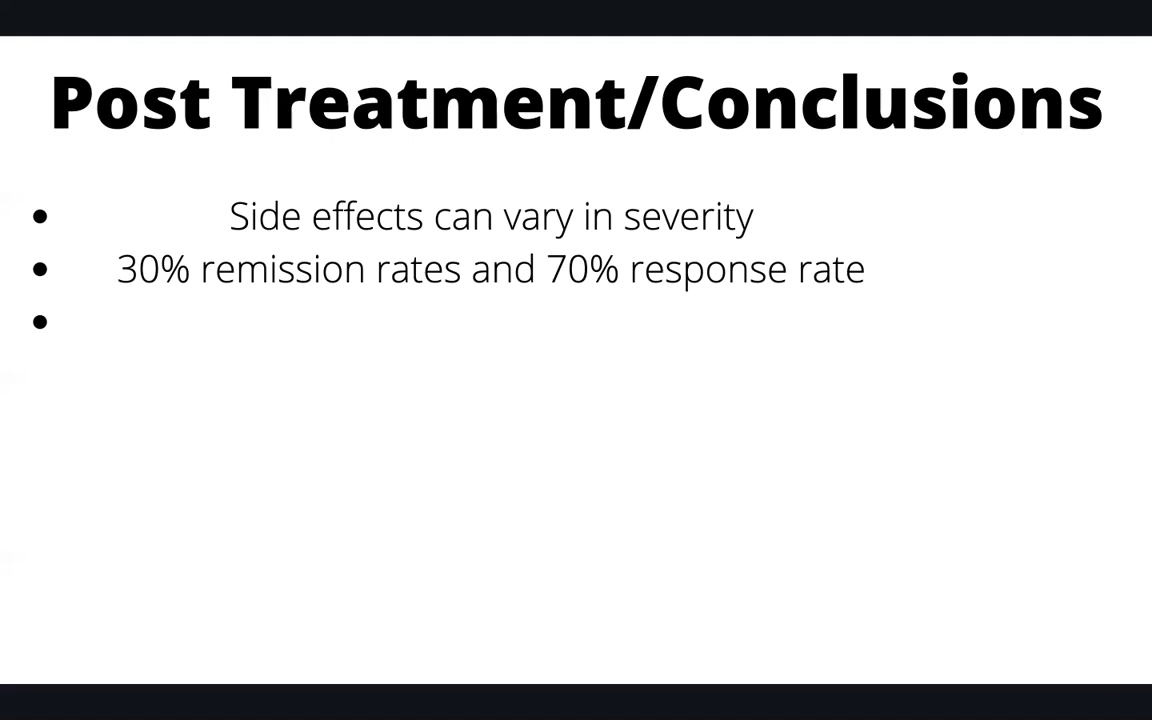 Post Treatment/Conclusions
• Side effects can vary in severity
• 30% remission rates and 70% response rate
•